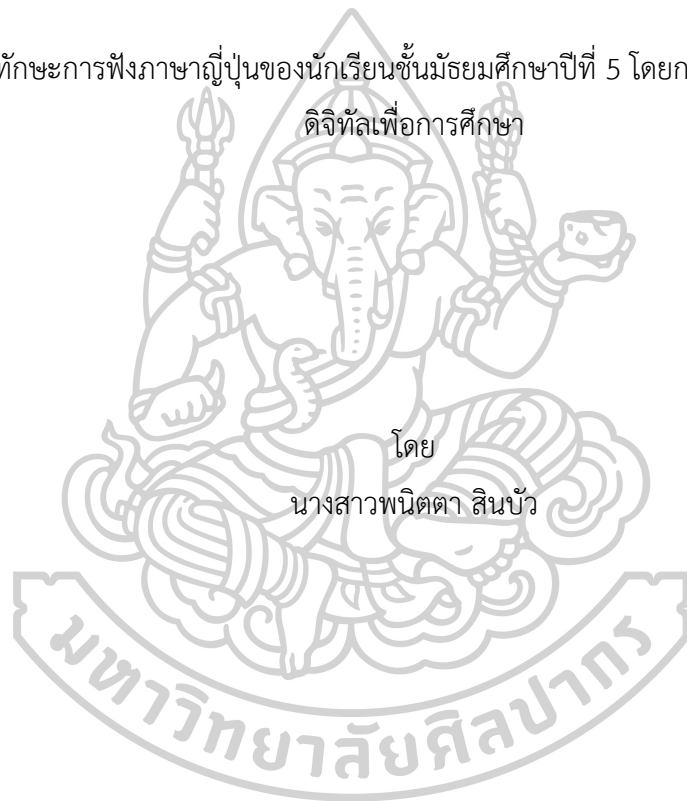 ทักษะการฟังภาษาญี่ปุ่นของนักเรียนชั้นมัธยมศึกษาปีที่ 5 โดยก
ดิจิทัลเพื่อการศึกษา
โดย
นางสาวพนิตตา สินบัว
มหาวิทยาลัยศิลปากร